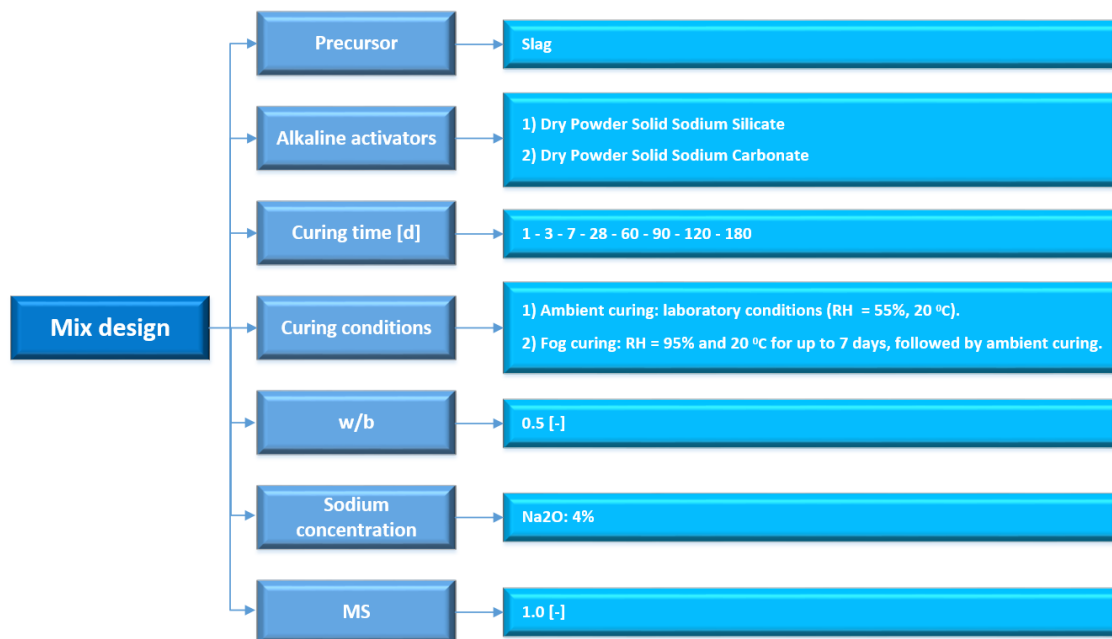 Precursor
Slag
Alkaline activators
1) Dry Powder Solid Sodium Silicate
2) Dry Powder Solid Sodium Carbonate
Curing time [d]
1 - 3 - 7 - 28 - 60 - 90 - 120 - 180
Mix design
Curing conditions
1) Ambient curing: laboratory conditions (RH = 55%, 20 ⁰C).
2) Fog curing: RH = 95% and 20 ⁰C for up to 7 days, followed by ambient curing.
w/b
0.5 [-]
Sodium
concentration
Na2O: 4%
MS
1.0 [-]